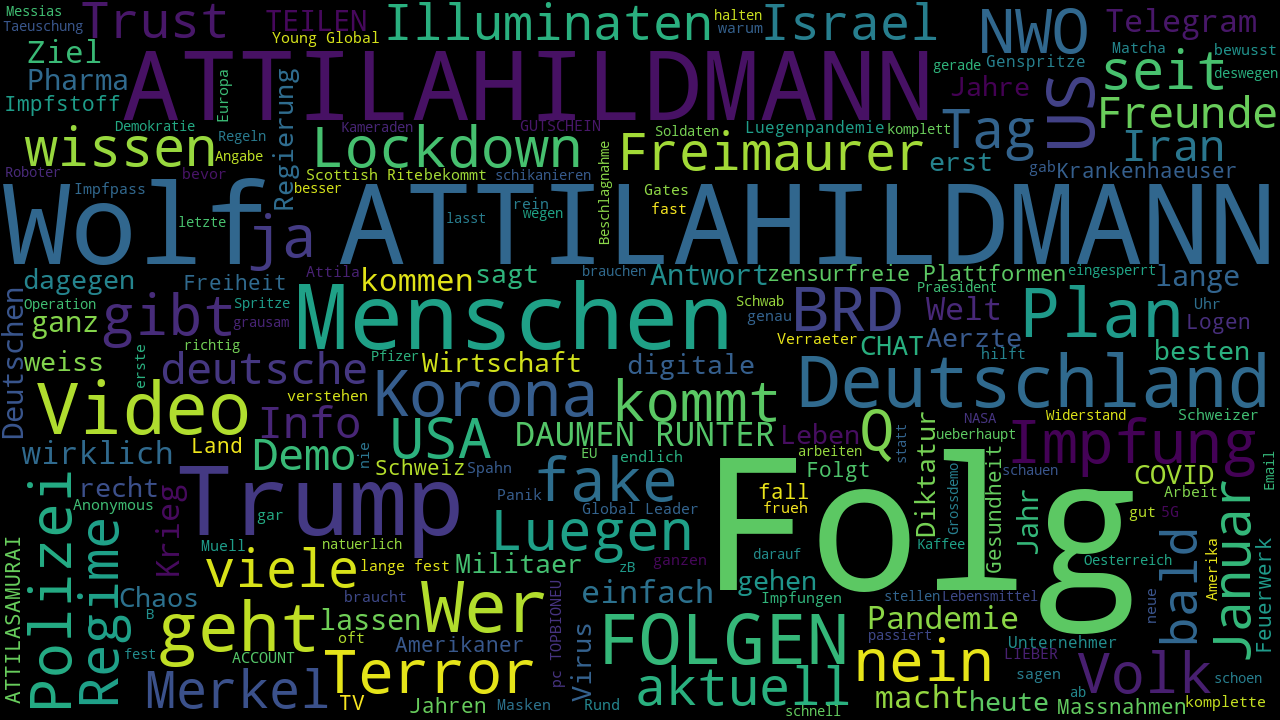 Messias Trust TEILEN Illuminaten halten Israel NWO Telegram
Taeuschung Young Global warum Matcha bewusst
Ziel ATTILAHILDMANN gerade Genspritze seit deswegen
Pharma Europa Jahre US
Impfstoff Regierung Freunde
Demokratie Regeln Kameraden GUTSCHEIN Soldaten Luegenpandemie komplett Tag
wissen Angabe Lockdown Freimaurer erst Iran
Roboter bevor Scottish Ritebekommt schikanieren Beschlagnahme gab Krankenhaeuser
Impfpass besser rein Gates
Wolf letzte ja ATTILAHILDMANN lasst wegen fast
dagegen Freiheit Attila kommen sagt brauchen Antwort zensurfreie Plattformen eingesperrt lange
Deutschen Operation gibt Spritze Menschen Schwab BRD Praesident Welt Plan Uhr
ganz grausam genau Logen
weiss erste richtig Pfizer Wirtschaft Verraeter CHAT Aerzte hilft besten
deutsche digitale Deutschland
Video verstehen Korona kommt NASA Widerstand Schweizer
wirklich Land Info USA DAUMEN RUNTER Leben Q statt ueberhaupt Impfung
Demo nie EU endlich arbeiten
recht Trump Schweiz Spahn fake Folgt Diktatur schauen COVID Email
Polizei Anonymous Krieg Panik Global Leader Folg fall Grossdemo Gesundheit Jahr Arbeit
Regime gar frueh gut 5G Januar
ATTILASAMURAI Muell natuerlich Luegen Kaffee
viele lange fest Militaer zB ganzen darauf Oesterreich bald Amerika
Chaos braucht Wer einfach gehen Impfungen stellen Lebensmittel neue Feuerwerk
B geht lassen pc TOPBIONEU FOLGEN Pandemie
fest oft Amerikaner Virus passiert Unternehmer
ACCOUNT Terror nein LIEBER
Merkel aktuell sagen Volk schoen
TV Jahren Masken Rund schnell macht heute ab Massnahmen komplette